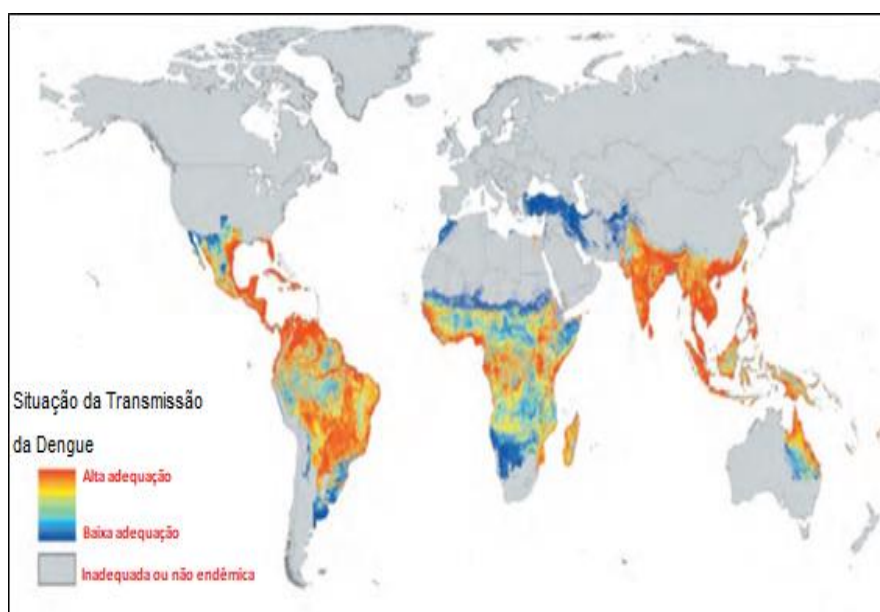 Situação da Transmissão
da Dengue
Alta adequação
Baixa adequação
Inadequada ou não endêmica